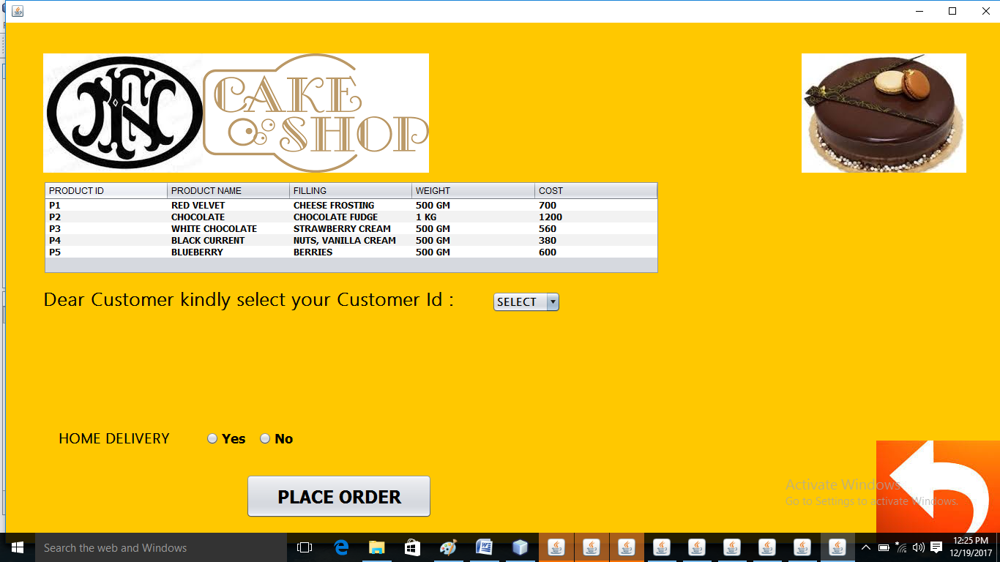 CAKE
SHOP
PRODUCT ID PRODUCT NAME FILLING WEIGHT COST
P1 RED VELVET CHEESE FROSTING 500 GM 700
P2 CHOCOLATE CHOCOLATE FUDGE 1 KG 1200
P3 WHITE CHOCOLATE STRAWBERRY CREAM 500 GM 560
P4 BLACK CURRENT NUTS, VANILLA CREAM 500 GM 380
P5 BLUEBERRY BERRIES 500 GM 600
Dear Customer kindly select your Customer Id : SELECT
HOME DELIVERY Yes No
Activate Windows
Go to Settings to activate Windows.
PLACE ORDER
Search the web and Windows
12:25 PM
12/19/2017